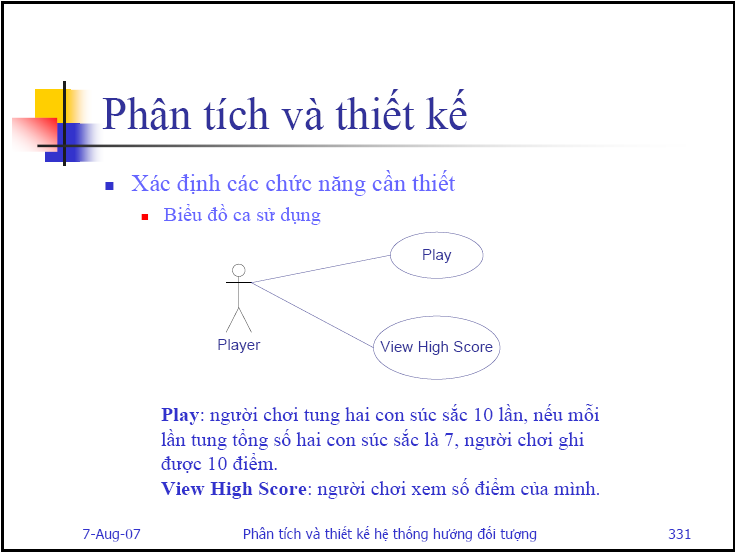 Phân tích và thiết kế
Xác định các chức năng cần thiết
Biểu đồ ca sử dụng
Play
Player
View High Score
Play: người chơi tung hai con súc sắc 10 lần, nếu mỗi
lần tung tổng số hai con súc sắc là 7, người chơi ghi
được 10 điểm.
View High Score: người chơi xem số điểm của mình.
7-Aug-07 Phân tích và thiết kế hệ thống hướng đối tượng 331